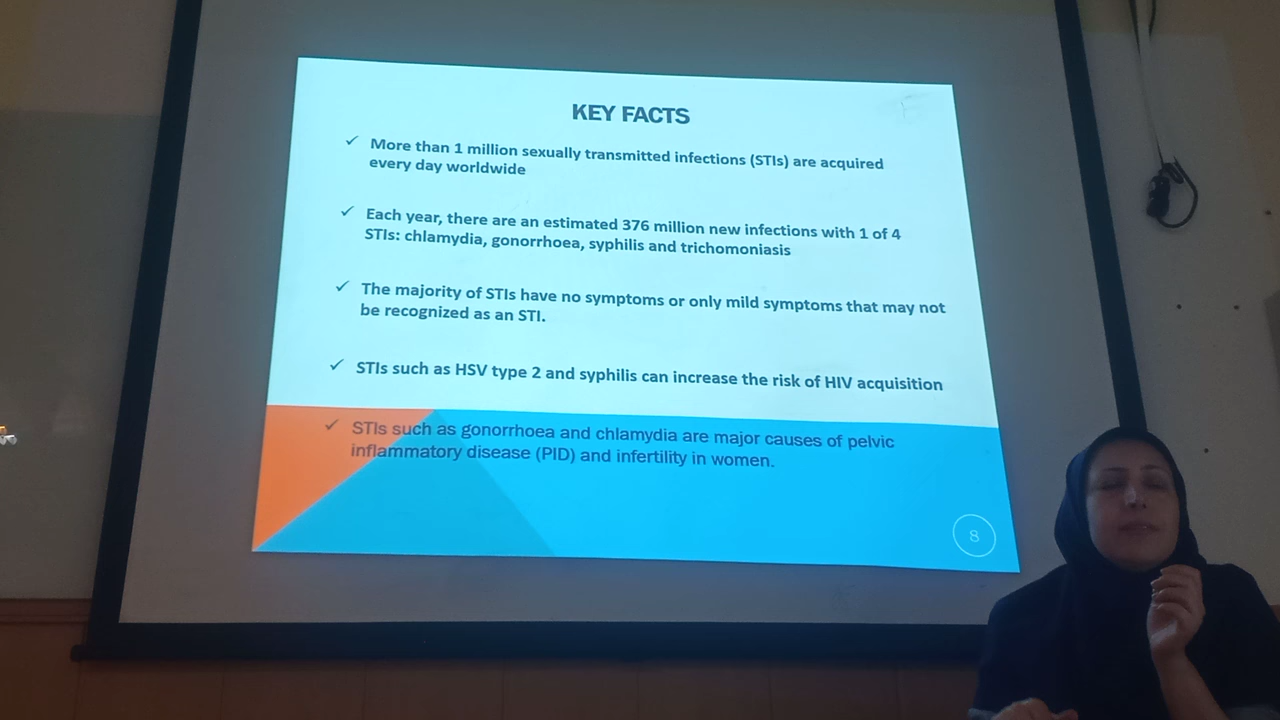 KEY FACTS
✓ More than 1 million sexually transmitted infections (STIs) are acquired
every day worldwide
✓ Each year, there are an estimated 376 million new infections with 1 of 4
STIs: chlamydia, gonorrhoea, syphilis and trichomoniasis
✓ The majority of STIs have no symptoms or only mild symptoms that may not
be recognized as an STI.
✓ STIs such as HSV type 2 and syphilis can increase the risk of HIV acquisition
✓ STIs such as gonorrhoea and chlamydia are major causes of pelvic
inflammatory disease (PID) and infertility in women.
8